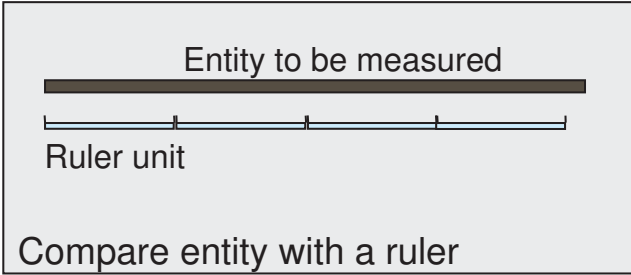 Entity to be measured
Ruler unit
Compare entity with a ruler